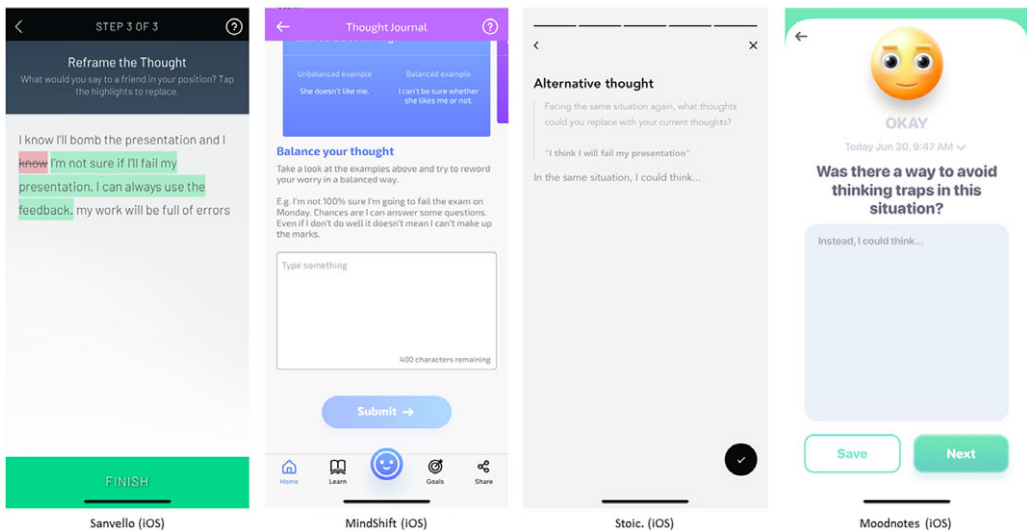 STEP 3 OF 3
?
Reframe the Thought
What would you say to a friend in your position? Tap
the highlights to replace.
I know I'll bomb the presentation and I
know I'm not sure if I'll fail my
presentation. I can always use the
feedback. my work will be full of errors
FINISH
Sanvello (iOS)
Thought Journal
?
Unbalanced example
Balanced example
She doesn't like me.
I can't be sure whether
she likes me or not.
Balance your thought
Take a look at the examples above and try to reword
your worry in a balanced way.
E.g. I'm not 100% sure I'm going to fail the exam on
Monday. Chances are I can answer some questions.
Even if I don't do well it doesn't mean I can't make up
the marks.
Type something
400 characters remaining
Submit →
Home
Learn
Goals
Share
MindShift (iOS)
Alternative thought
Facing the same situation again, what thoughts
could you replace with your current thoughts?
"I think I will fail my presentation"
In the same situation, I could think...
Stoic. (iOS)
OKAY
Today Jun 30, 9:47 AM
Was there a way to avoid
thinking traps in this
situation?
Instead, I could think...
Save
Next
Moodnotes (iOS)